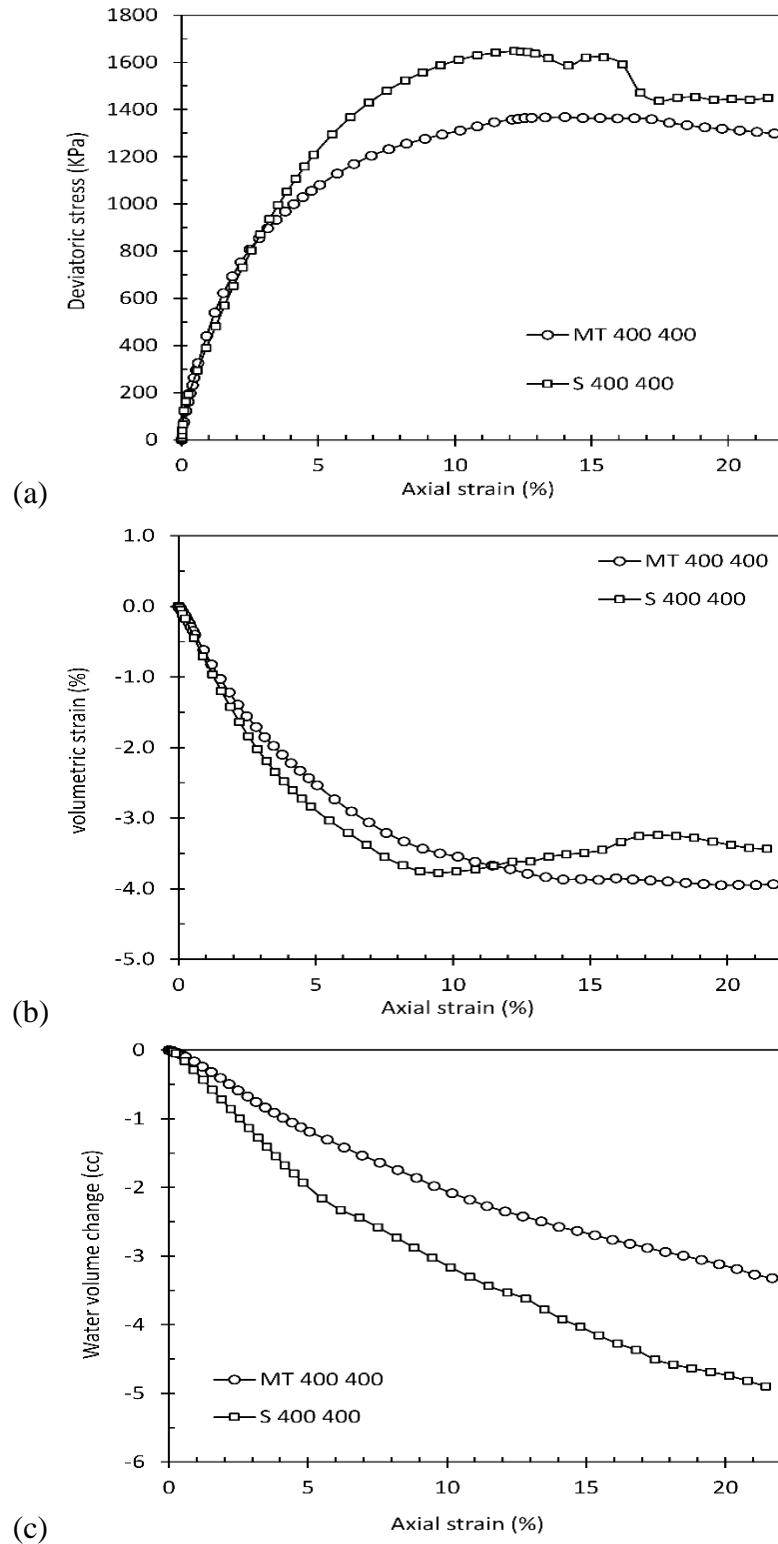 1800
1600
1400
1200
1000
800
600
400
200
0
Deviatoric stress (KPa)
MT 400 400
S 400 400
0 5 10 15 20
Axial strain (%)
(a)
1.0
0.0
-1.0
-2.0
-3.0
-4.0
-5.0
volumetric strain (%)
MT 400 400
S 400 400
0 5 10 15 20
Axial strain (%)
(b)
0
-1
-2
-3
-4
-5
-6
Water volume change (cc)
MT 400 400
S 400 400
0 5 10 15 20
Axial strain (%)
(c)